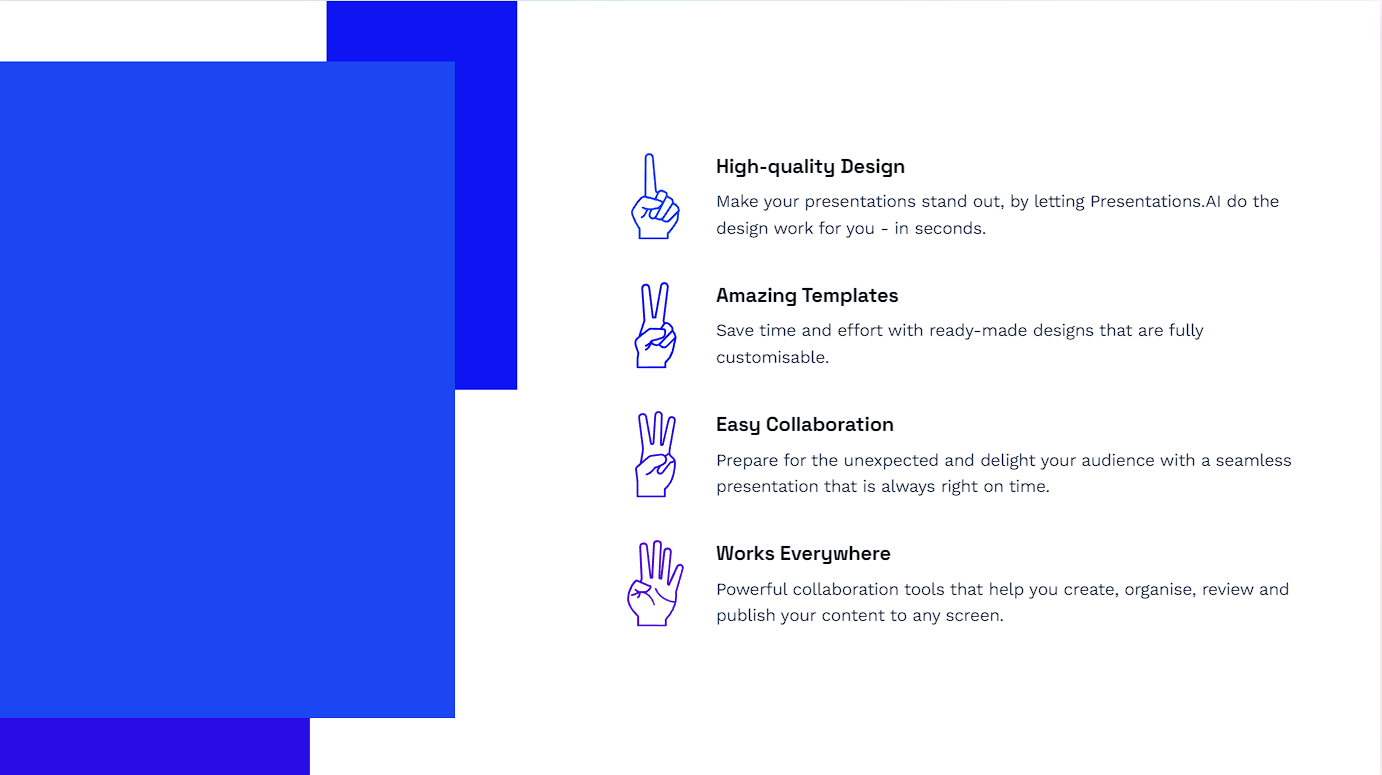 High-quality Design
Make your presentations stand out, by letting Presentations.AI do the
design work for you - in seconds.
Amazing Templates
Save time and effort with ready-made designs that are fully
customisable.
Easy Collaboration
Prepare for the unexpected and delight your audience with a seamless
presentation that is always right on time.
Works Everywhere
Powerful collaboration tools that help you create, organise, review and
publish your content to any screen.